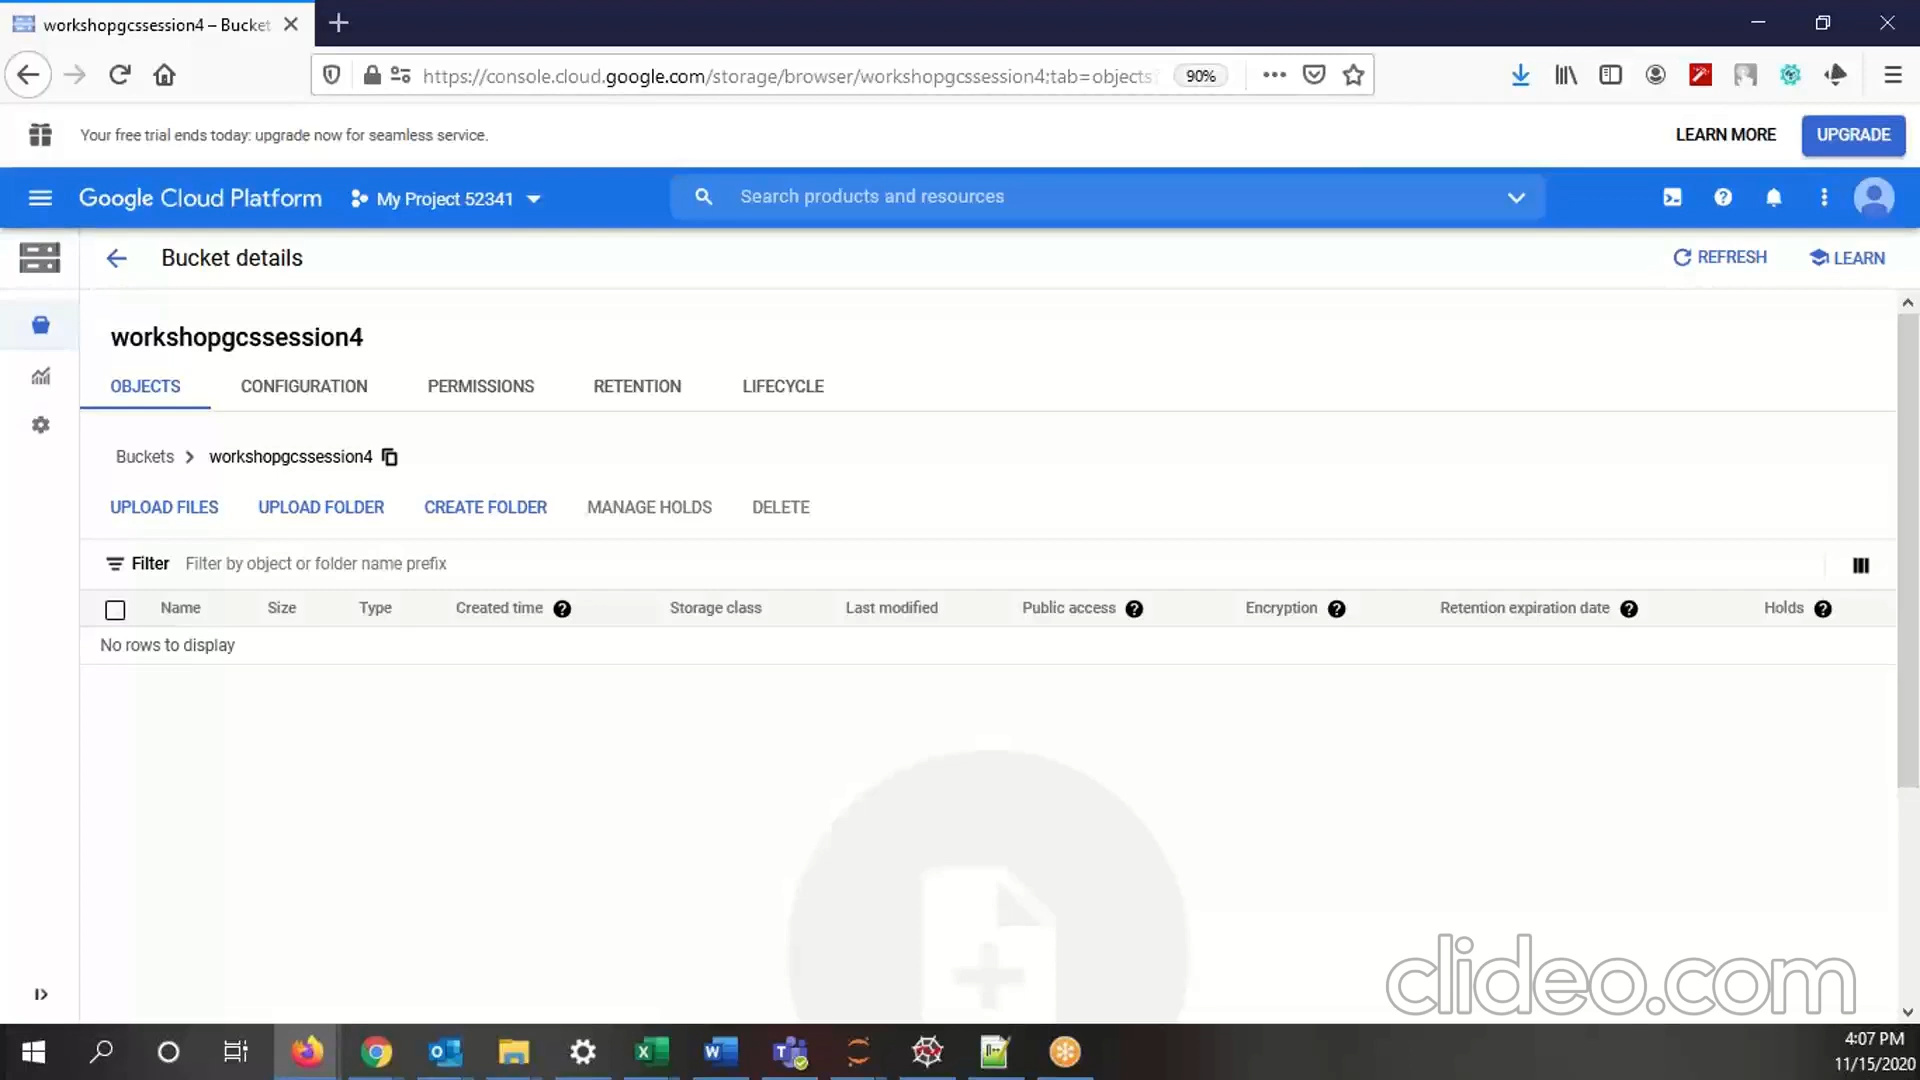 workshopgcssession4 – Bucket
https://console.cloud.google.com/storage/browser/workshopgcssession4;tab=objects?
90%
Your free trial ends today: upgrade now for seamless service.
LEARN MORE
UPGRADE
Google Cloud Platform
My Project 52341
Search products and resources
Bucket details
REFRESH
LEARN
workshopgcssession4
OBJECTS CONFIGURATION PERMISSIONS RETENTION LIFECYCLE
Buckets > workshopgcssession4
UPLOAD FILES UPLOAD FOLDER CREATE FOLDER MANAGE HOLDS DELETE
Filter Filter by object or folder name prefix
Name Size Type Created time Storage class Last modified Public access Encryption Retention expiration date Holds
No rows to display
clideo.com
4:07 PM
11/15/2020